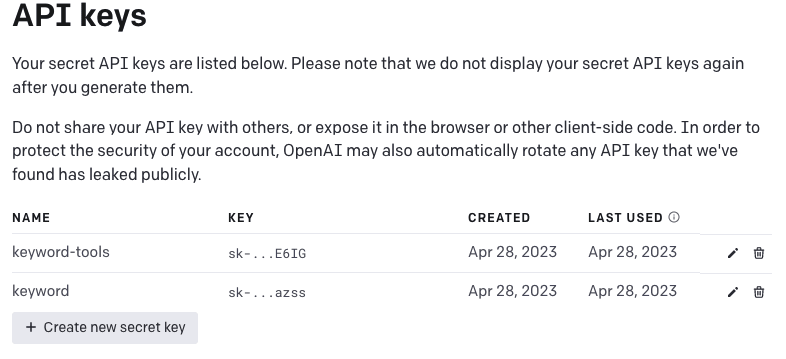 API keys
Your secret API keys are listed below. Please note that we do not display your secret API keys again
after you generate them.
Do not share your API key with others, or expose it in the browser or other client-side code. In order to
protect the security of your account, OpenAI may also automatically rotate any API key that we've
found has leaked publicly.
NAME KEY CREATED LAST USED
keyword-tools sk-...E6IG Apr 28, 2023 Apr 28, 2023
keyword sk-...azss Apr 28, 2023 Apr 28, 2023
+ Create new secret key